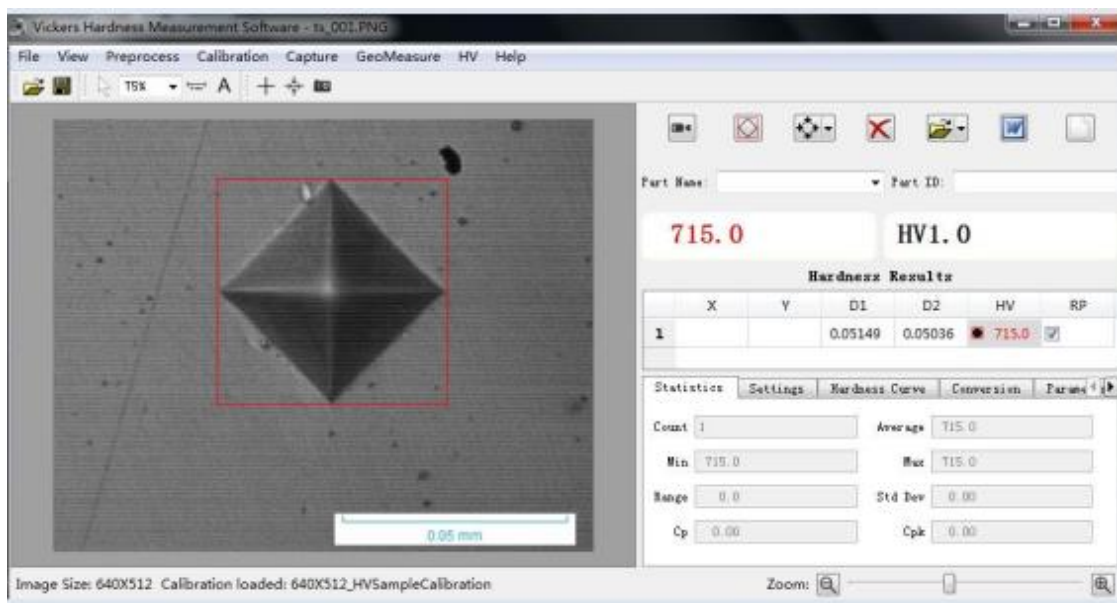 Vickers Hardness Measurement Software - ts_001.PNG
File View Preprocess Calibration Capture GeoMeasure HV Help
75% A
Part Name: Part ID:
715.0 HV1.0
Hardness Results
X Y D1 D2 HV RP
1 0.05149 0.05036 715.0
Statistics Settings Hardness Curve Conversion
Count 1 Average 715.0
Min 715.0 Max 715.0
Range 0.0 Std Dev 0.00
Cp 0.00 Cpk 0.00
0.05 mm
Image Size: 640X512 Calibration loaded: 640X512_HVSampleCalibration Zoom: